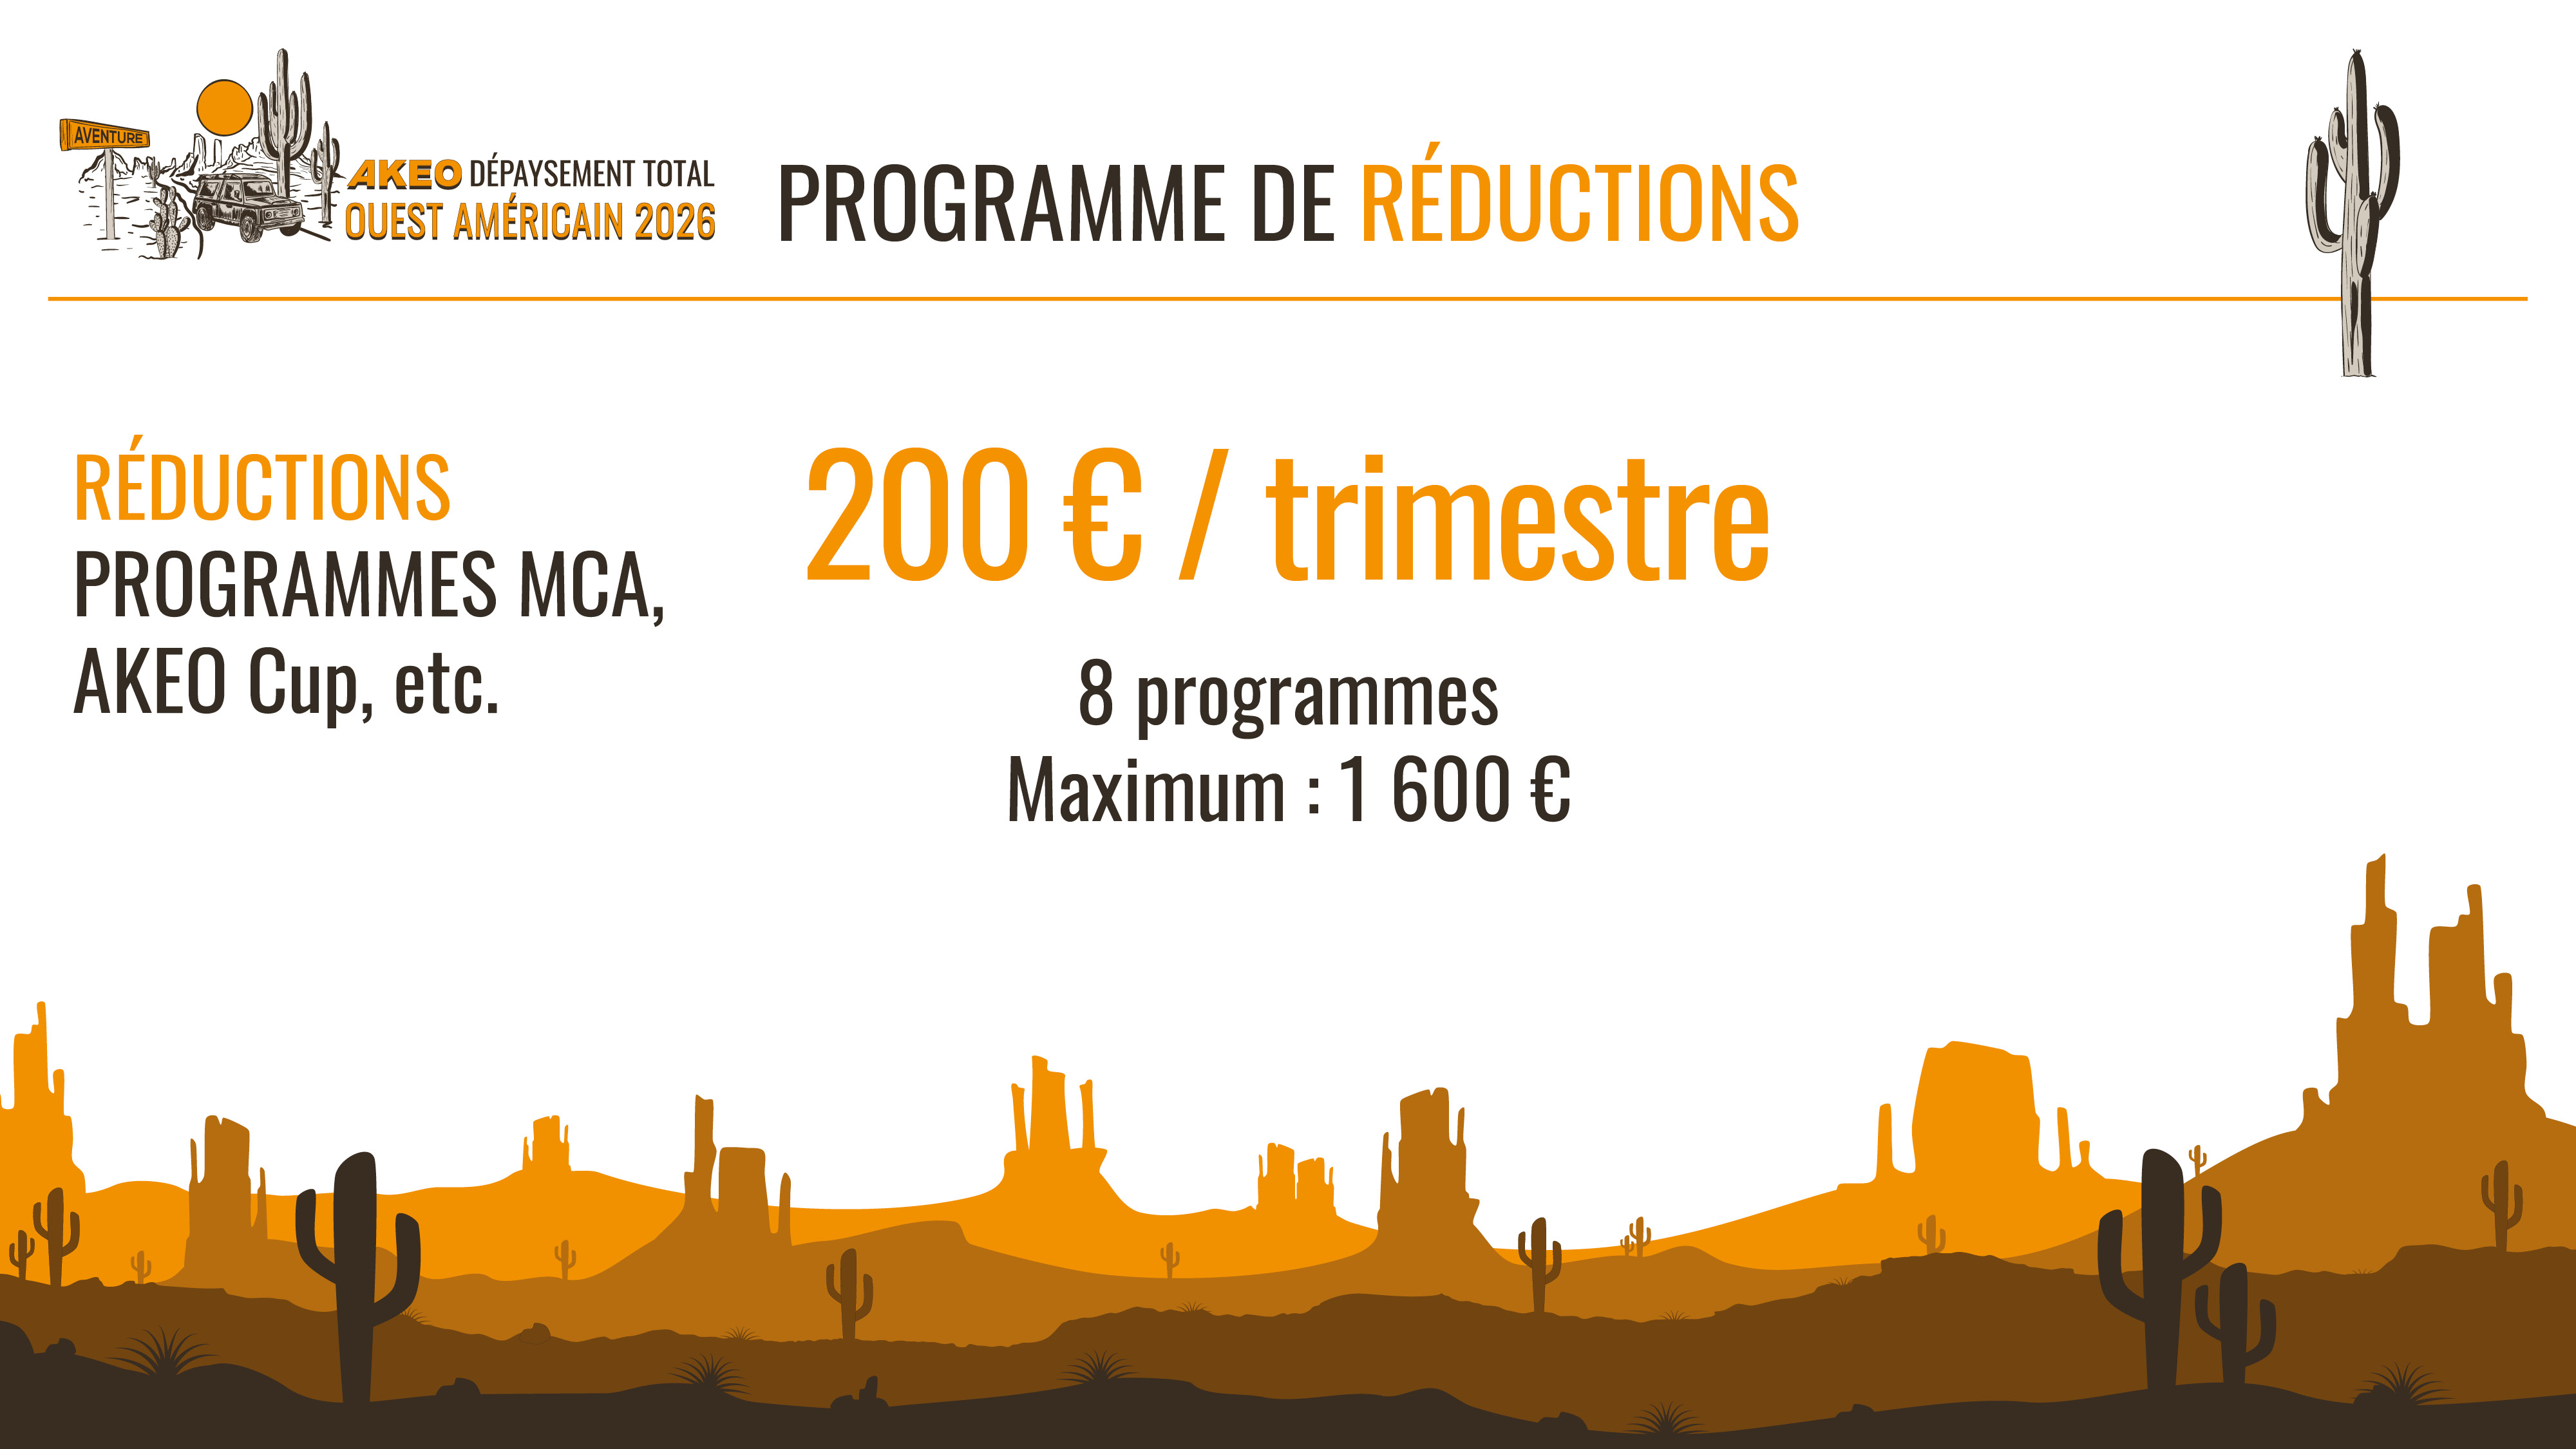 AVENTURE
AKEO DÉPAYSEMENT TOTAL
OUEST AMÉRICAIN 2026
PROGRAMME DE RÉDUCTIONS
RÉDUCTIONS
PROGRAMMES MCA,
AKEO Cup, etc.
200 € / trimestre
8 programmes
Maximum : 1 600 €